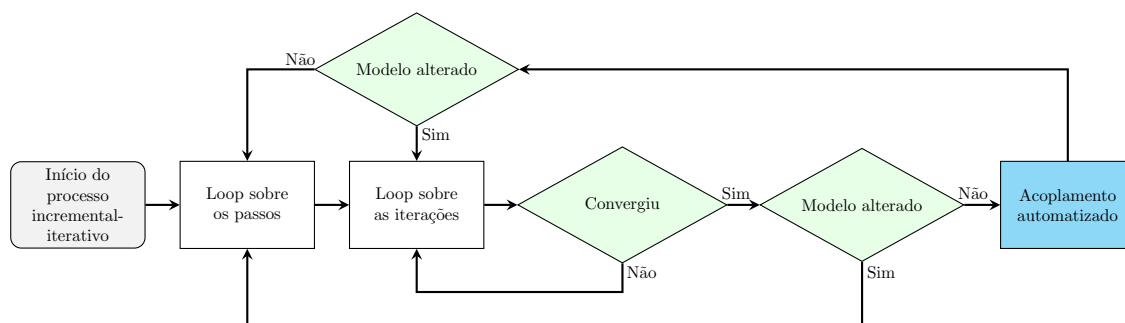 Não
Modelo alterado
Sim
Início do
processo
incremental-
iterativo
Loop sobre
os passos
Loop sobre
as iterações
Convergiu
Sim
Modelo alterado
Não
Acoplamento
automatizado
Não
Sim